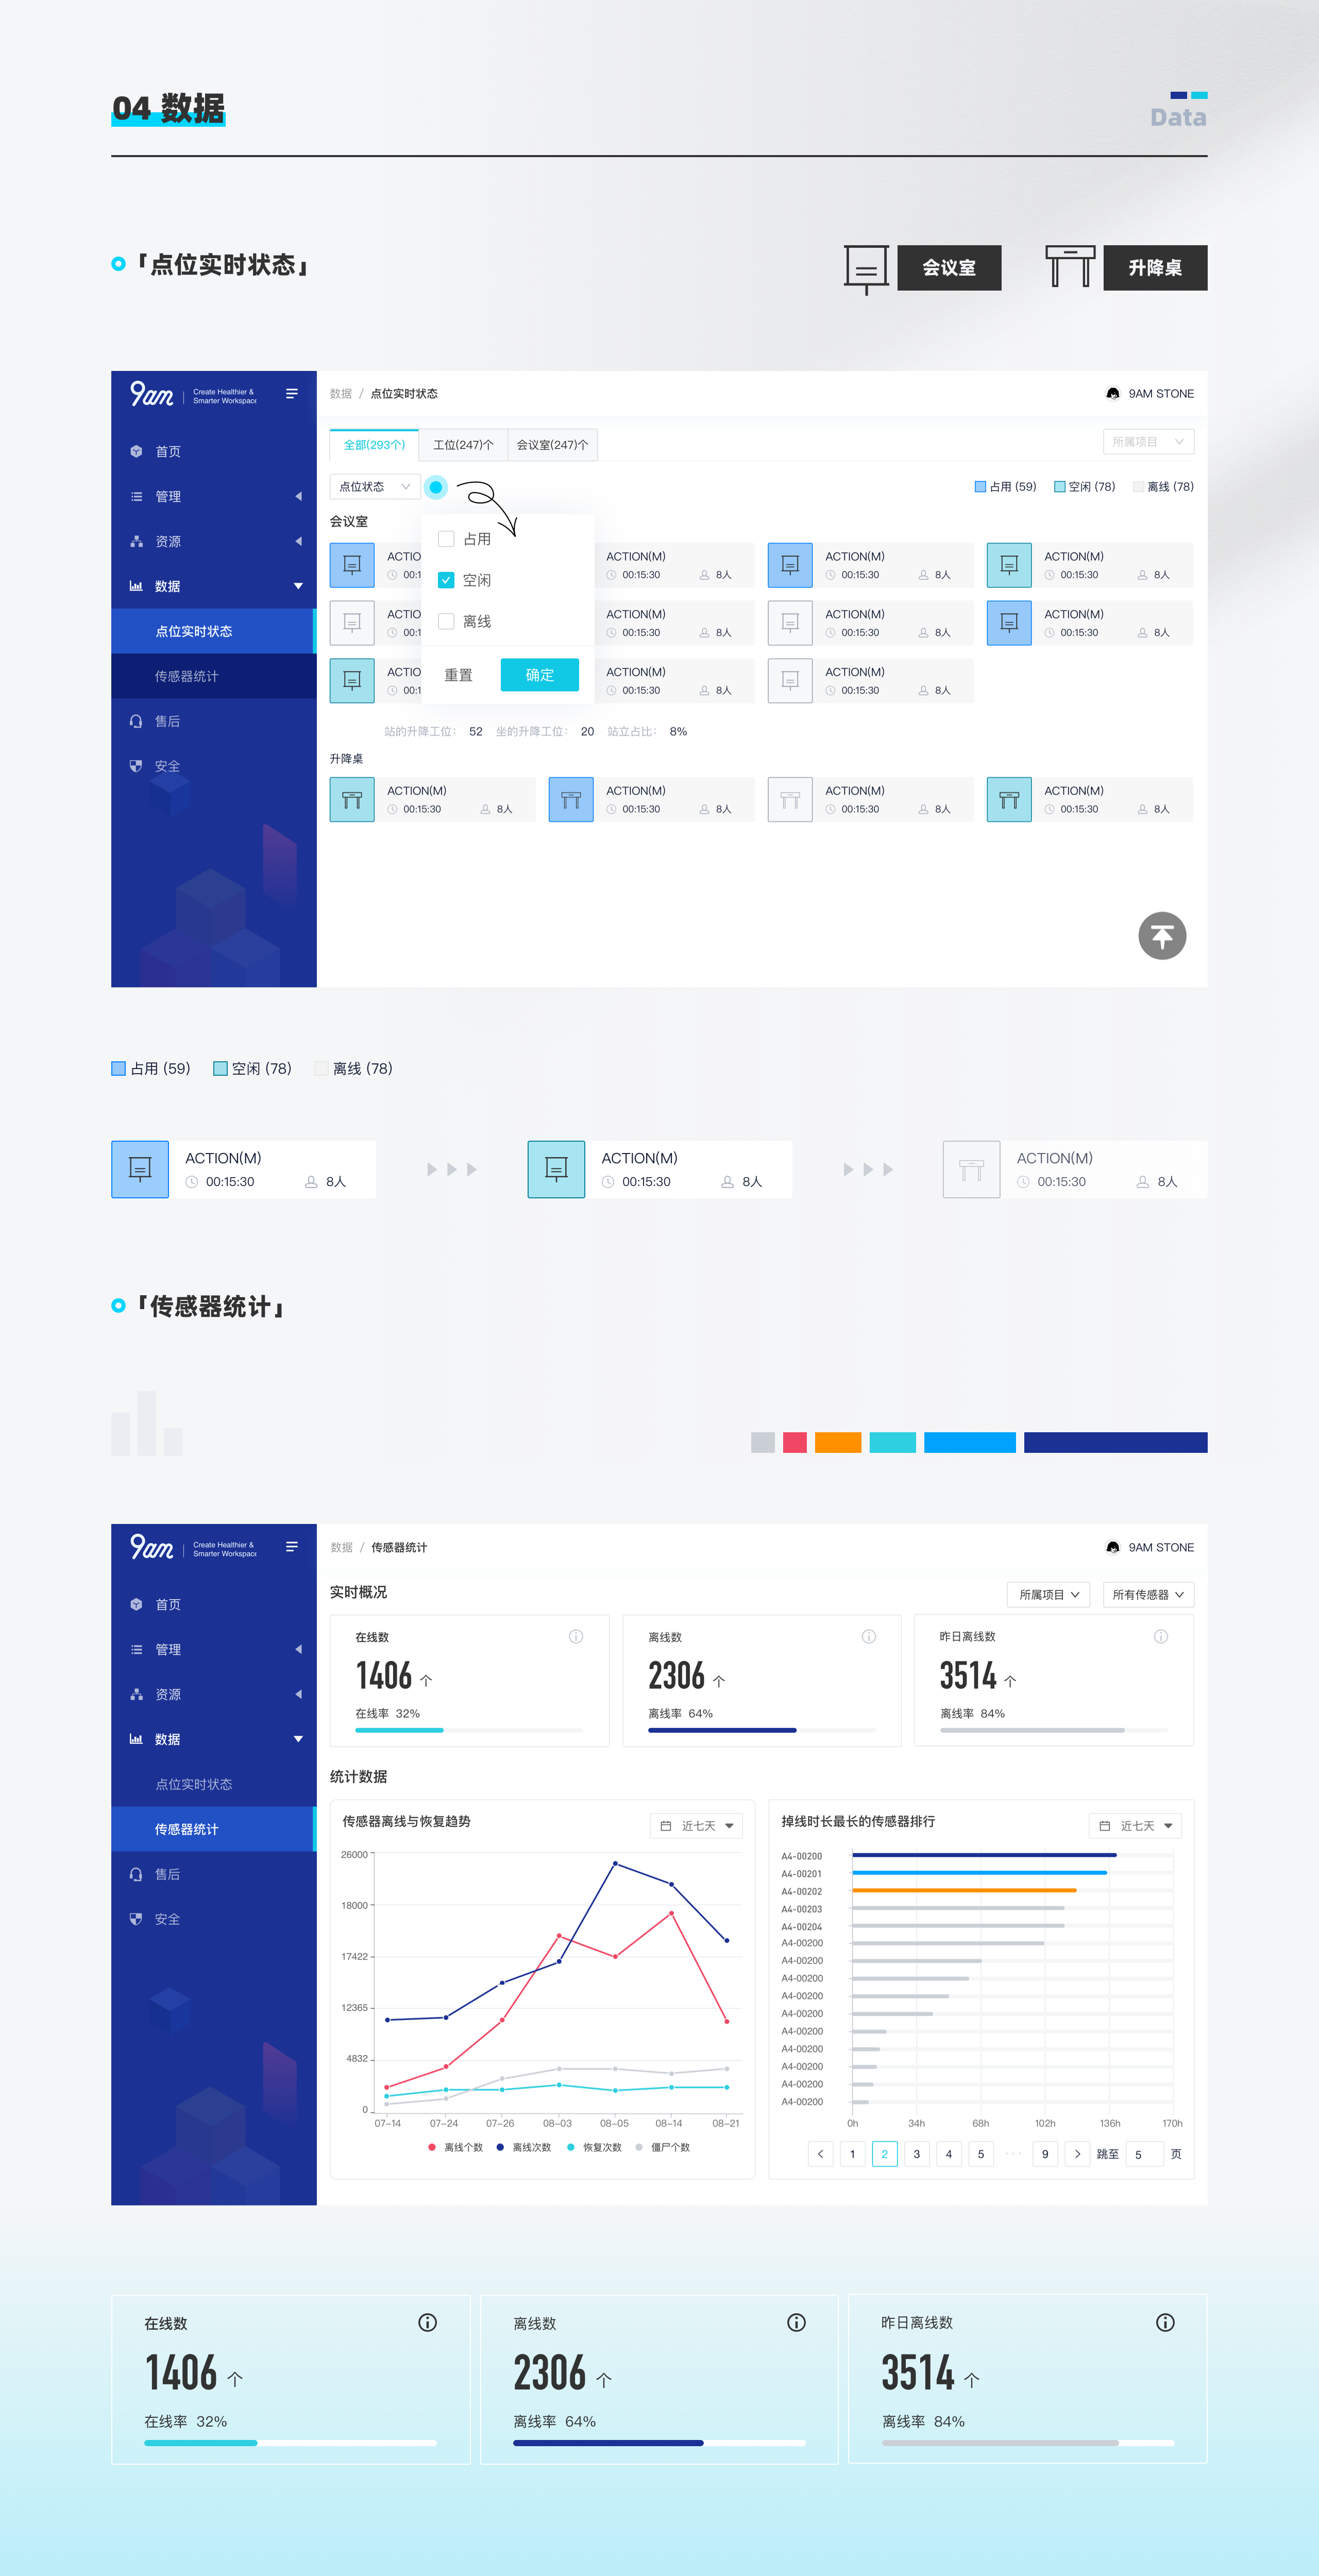 04 数据
Data
「点位实时状态」
会议室
升降桌
9am
Create Healthier &
Smarter Workspace
数据 / 点位实时状态
9AM STONE
首页
管理
资源
数据
点位实时状态
传感器统计
售后
安全
全部(293个)
工位(247)个
会议室(247)个
所属项目
点位状态
占用 (59)
空闲 (78)
离线 (78)
占用
空闲
离线
重置
确定
会议室
ACTIO
00:1
ACTION(M)
00:15:30
8人
ACTION(M)
00:15:30
8人
ACTION(M)
00:15:30
8人
ACTIO
00:1
ACTION(M)
00:15:30
8人
ACTION(M)
00:15:30
8人
ACTION(M)
00:15:30
8人
ACTIO
00:1
ACTION(M)
00:15:30
8人
ACTION(M)
00:15:30
8人
站的升降工位: 52 坐的升降工位: 20 站立占比: 8%
升降桌
ACTION(M)
00:15:30
8人
ACTION(M)
00:15:30
8人
ACTION(M)
00:15:30
8人
ACTION(M)
00:15:30
8人
占用 (59)
空闲 (78)
离线 (78)
ACTION(M)
00:15:30
8人
ACTION(M)
00:15:30
8人
ACTION(M)
00:15:30
8人
「传感器统计」
9am
Create Healthier &
Smarter Workspace
数据 / 传感器统计
9AM STONE
首页
管理
资源
数据
点位实时状态
传感器统计
售后
安全
实时概况
所属项目
所有传感器
在线数
1406 个
在线率 32%
离线数
2306 个
离线率 64%
昨日离线数
3514 个
离线率 84%
统计数据
传感器离线与恢复趋势
近七天
26000
18000
17422
12365
4832
0
07-14
07-24
07-26
08-03
08-05
08-14
08-21
离线个数
离线次数
恢复次数
僵尸个数
掉线时长最长的传感器排行
近七天
A4-00200
A4-00201
A4-00202
A4-00203
A4-00204
A4-00200
A4-00200
A4-00200
A4-00200
A4-00200
A4-00200
A4-00200
A4-00200
A4-00200
A4-00200
0h
34h
68h
102h
136h
170h
< 1 2 3 4 5 ··· 9 > 跳至 5 页
在线数
1406 个
在线率 32%
离线数
2306 个
离线率 64%
昨日离线数
3514 个
离线率 84%